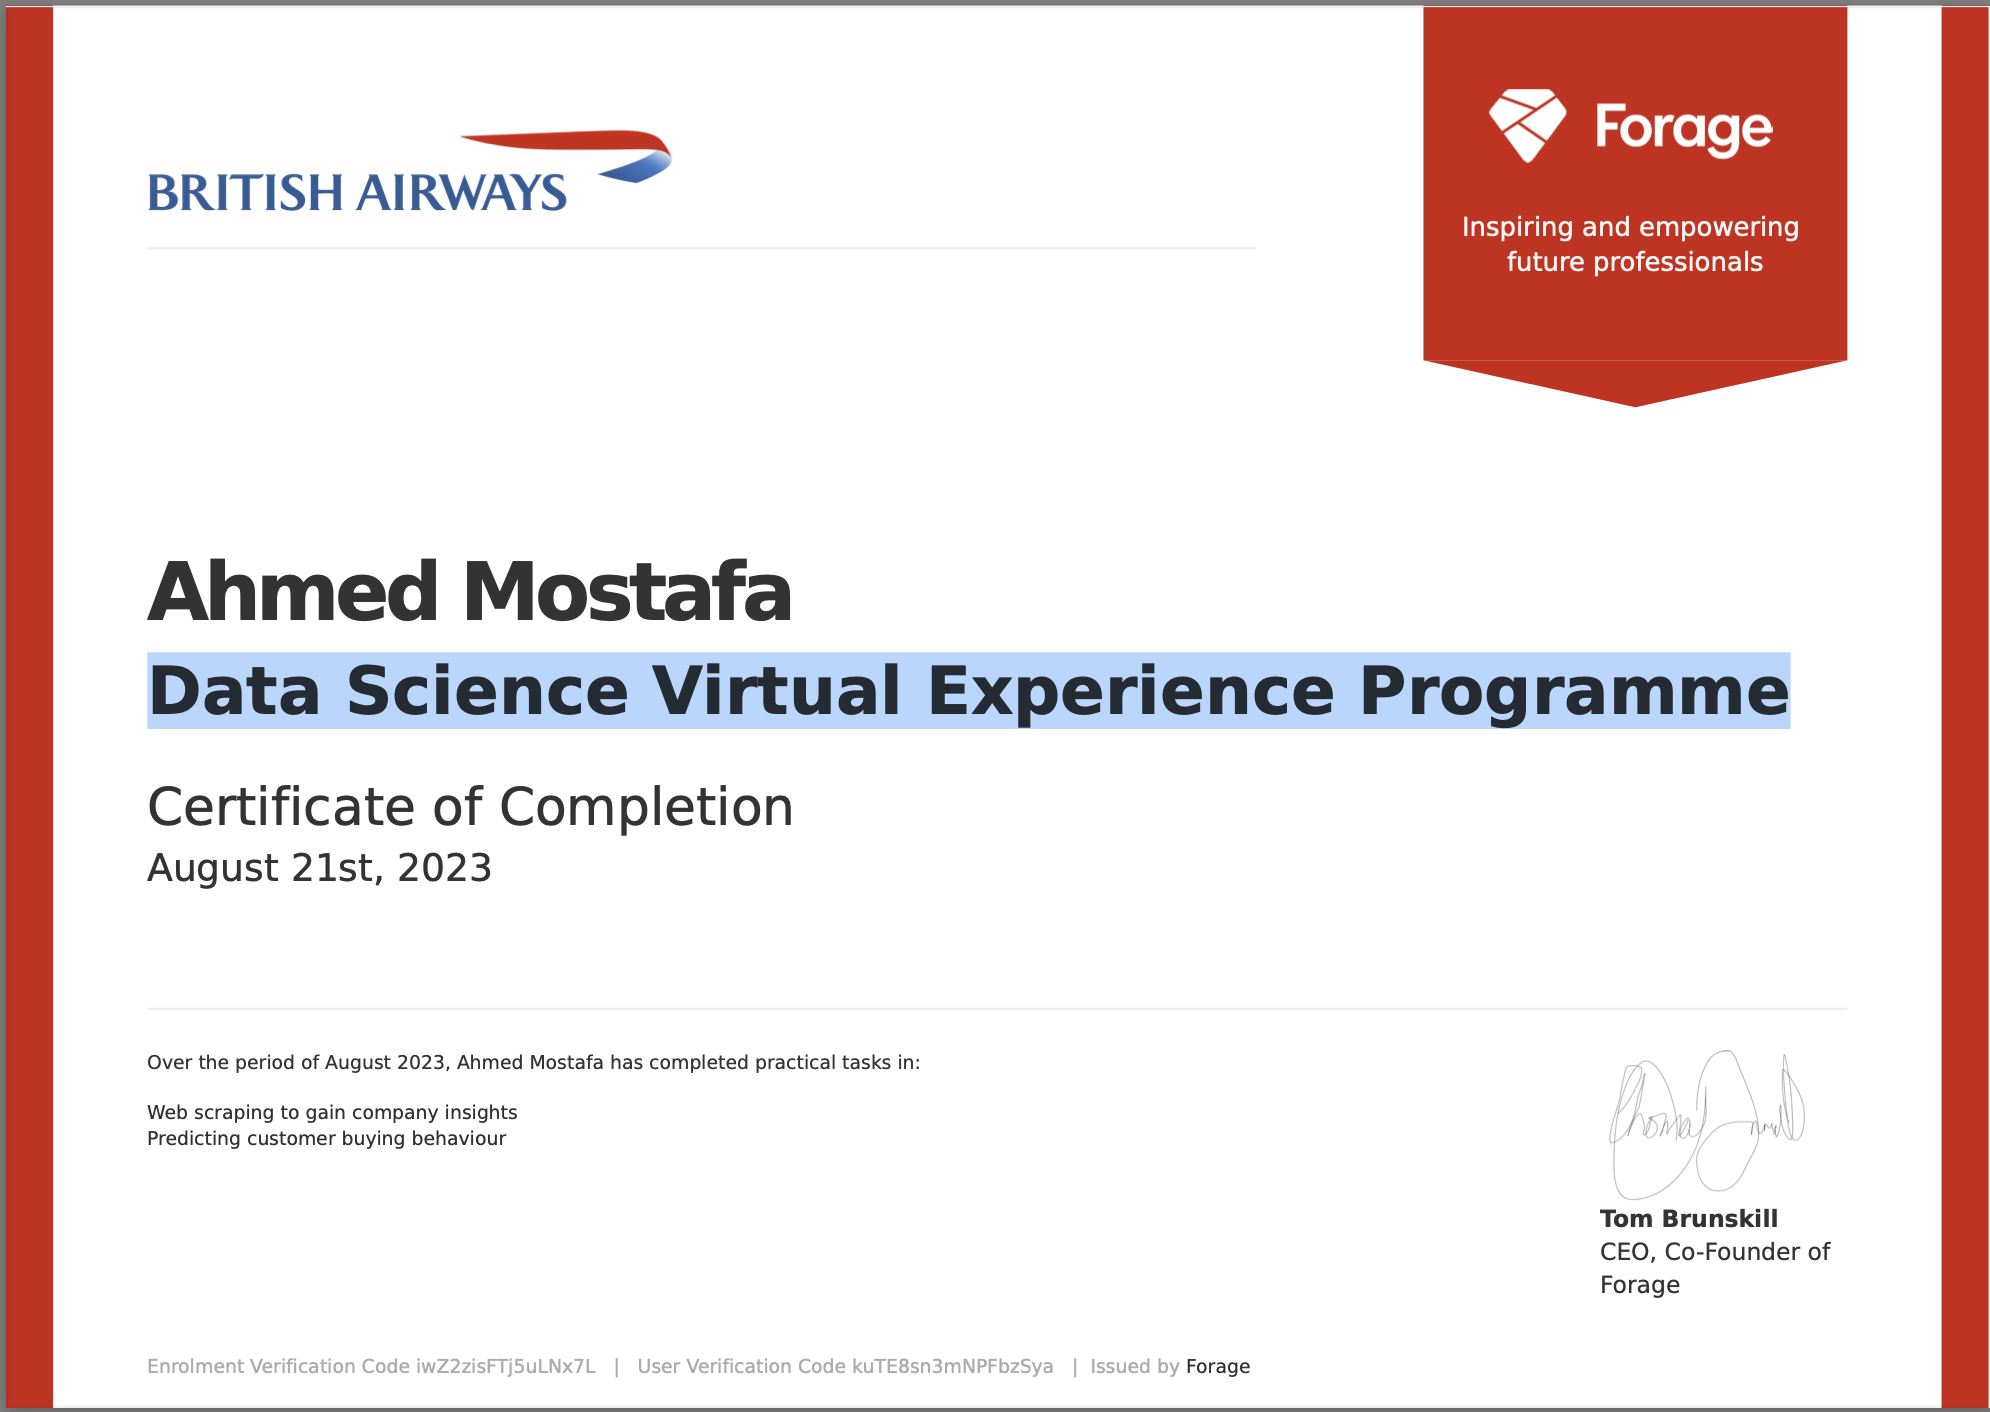 BRITISH AIRWAYS
Forage
Inspiring and empowering
future professionals
Ahmed Mostafa
Data Science Virtual Experience Programme
Certificate of Completion
August 21st, 2023
Over the period of August 2023, Ahmed Mostafa has completed practical tasks in:
Web scraping to gain company insights
Predicting customer buying behaviour
Tom Brunskill
CEO, Co-Founder of
Forage
Enrolment Verification Code iwZ2zisFTj5uLNx7L | User Verification Code kuTE8sn3mNPFbzSya | Issued by Forage